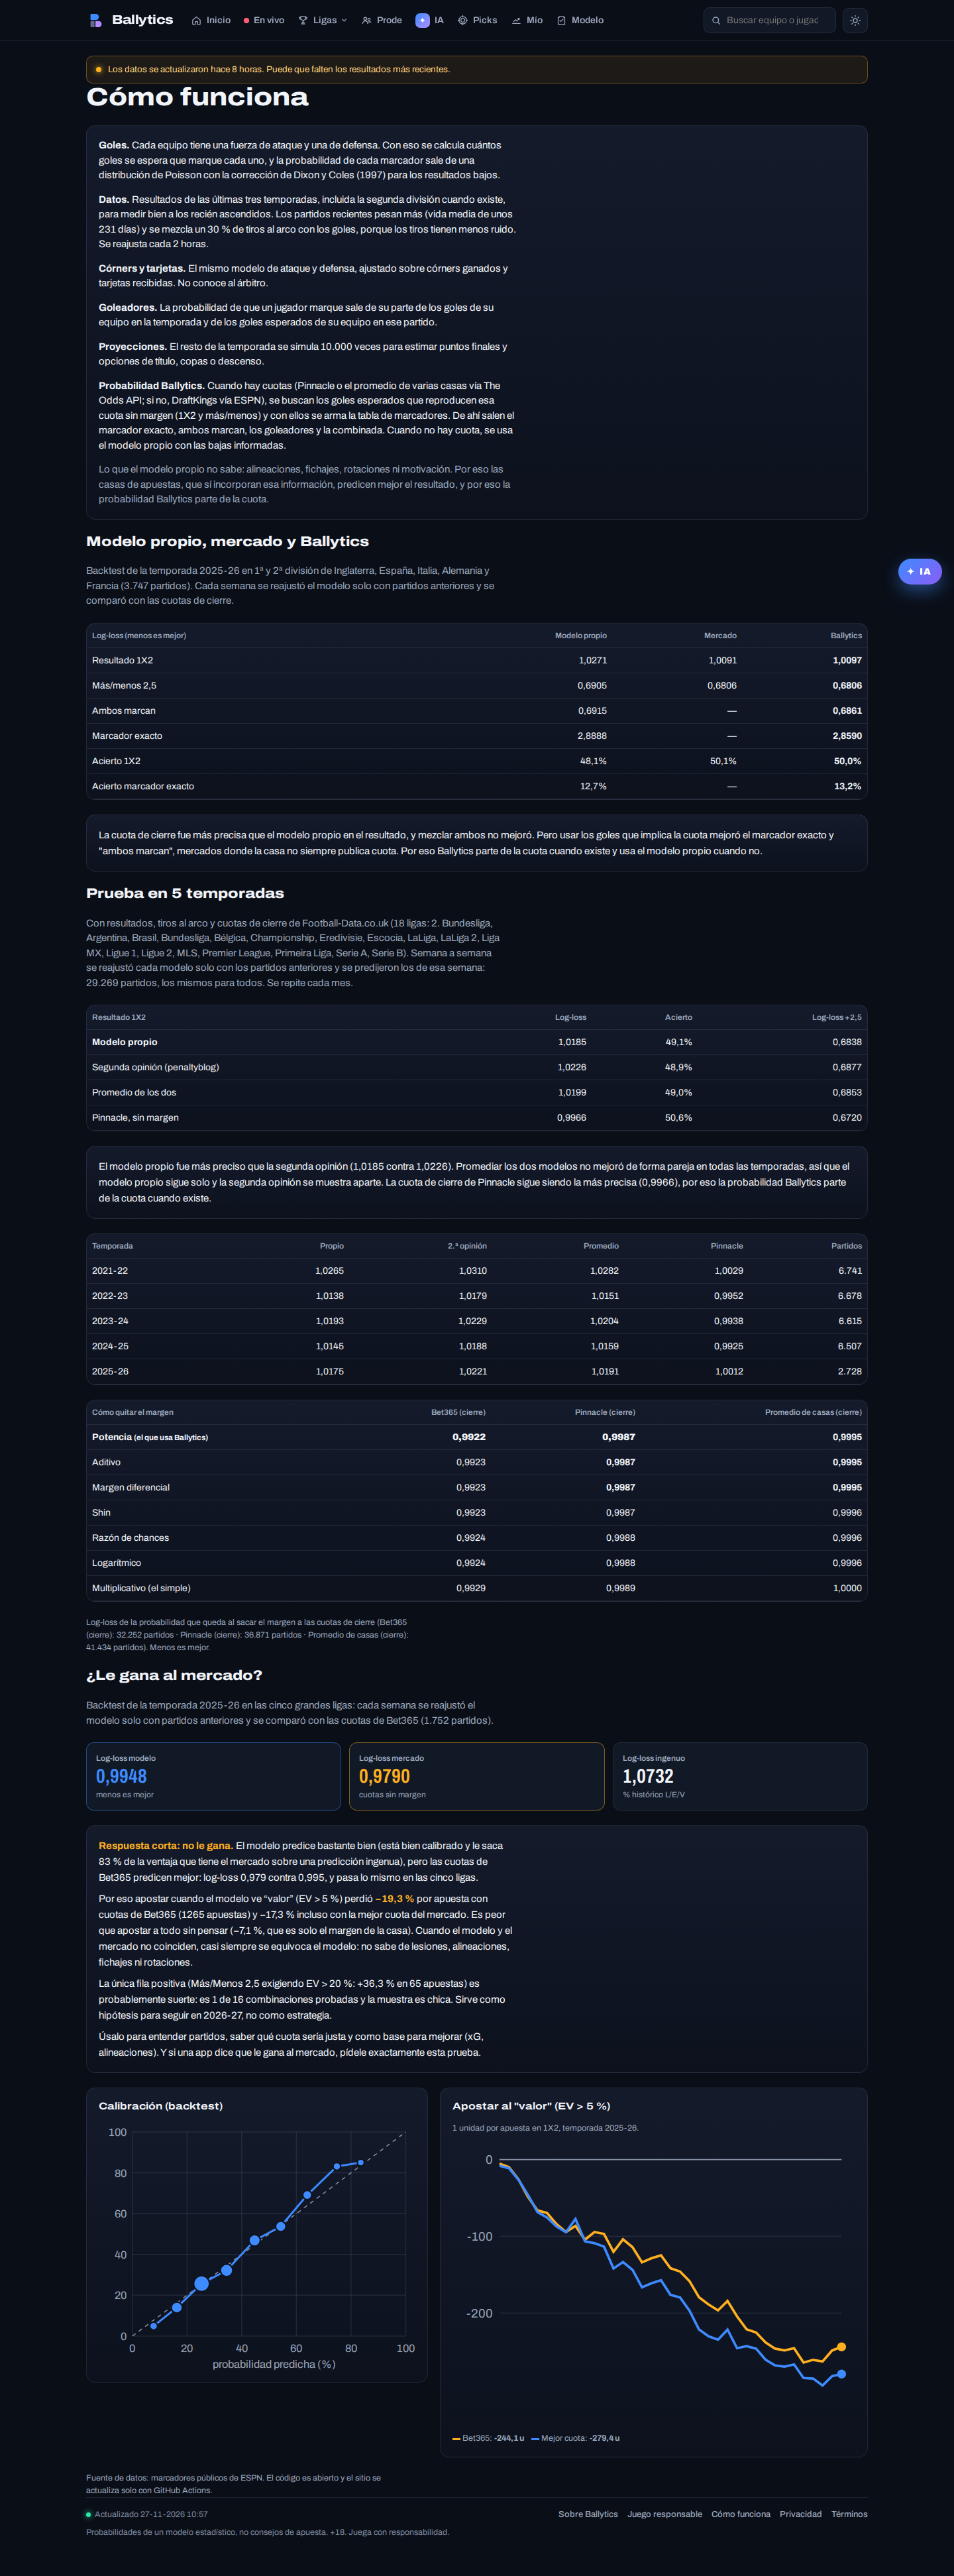 Ballytics
Inicio
En vivo
Ligas
Prode
IA
Picks
Mío
Modelo
Buscar equipo o jugac
Los datos se actualizaron hace 8 horas. Puede que falten los resultados más recientes.
Cómo funciona
Goles. Cada equipo tiene una fuerza de ataque y una de defensa. Con eso se calcula cuántos
goles se espera que marque cada uno, y la probabilidad de cada marcador sale de una
distribución de Poisson con la corrección de Dixon y Coles (1997) para los resultados bajos.
Datos. Resultados de las últimas tres temporadas, incluida la segunda división cuando existe,
para medir bien a los recién ascendidos. Los partidos recientes pesan más (vida media de unos
231 días) y se mezcla un 30 % de tiros al arco con los goles, porque los tiros tienen menos ruido.
Se reajusta cada 2 horas.
Córners y tarjetas. El mismo modelo de ataque y defensa, ajustado sobre córners ganados y
tarjetas recibidas. No conoce al árbitro.
Goleadores. La probabilidad de que un jugador marque sale de su parte de los goles de su
equipo en la temporada y de los goles esperados de su equipo en ese partido.
Proyecciones. El resto de la temporada se simula 10.000 veces para estimar puntos finales y
opciones de título, copas o descenso.
Probabilidad Ballytics. Cuando hay cuotas (Pinnacle o el promedio de varias casas vía The
Odds API; si no, DraftKings vía ESPN), se buscan los goles esperados que reproducen esa
cuota sin margen (1X2 y más/menos) y con ellos se arma la tabla de marcadores. De ahí salen el
marcador exacto, ambos marcan, los goleadores y la combinada. Cuando no hay cuota, se usa
el modelo propio con las bajas informadas.
Lo que el modelo propio no sabe: alineaciones, fichajes, rotaciones ni motivación. Por eso las
casas de apuestas, que sí incorporan esa información, predicen mejor el resultado, y por eso la
probabilidad Ballytics parte de la cuota.
Modelo propio, mercado y Ballytics
IA
Backtest de la temporada 2025-26 en 1ª y 2ª división de Inglaterra, España, Italia, Alemania y
Francia (3.747 partidos). Cada semana se reajustó el modelo solo con partidos anteriores y se
comparó con las cuotas de cierre.
Log-loss (menos es mejor) Modelo propio Mercado Ballytics
Resultado 1X2 1,0271 1,0091 1,0097
Más/menos 2,5 0,6905 0,6806 0,6806
Ambos marcan 0,6915 — 0,6861
Marcador exacto 2,8888 — 2,8590
Acierto 1X2 48,1% 50,1% 50,0%
Acierto marcador exacto 12,7% — 13,2%
La cuota de cierre fue más precisa que el modelo propio en el resultado, y mezclar ambos no mejoró. Pero usar los goles que implica la cuota mejoró el marcador exacto y
"ambos marcan", mercados donde la casa no siempre publica cuota. Por eso Ballytics parte de la cuota cuando existe y usa el modelo propio cuando no.
Prueba en 5 temporadas
Con resultados, tiros al arco y cuotas de cierre de Football-Data.co.uk (18 ligas: 2. Bundesliga,
Argentina, Brasil, Bundesliga, Bélgica, Championship, Eredivisie, Escocia, LaLiga, LaLiga 2, Liga
MX, Ligue 1, Ligue 2, MLS, Premier League, Primeira Liga, Serie A, Serie B). Semana a semana
se reajustó cada modelo solo con los partidos anteriores y se predijeron los de esa semana:
29.269 partidos, los mismos para todos. Se repite cada mes.
Resultado 1X2 Log-loss Acierto Log-loss +2,5
Modelo propio 1,0185 49,1% 0,6838
Segunda opinión (penaltyblog) 1,0226 48,9% 0,6877
Promedio de los dos 1,0199 49,0% 0,6853
Pinnacle, sin margen 0,9966 50,6% 0,6720
El modelo propio fue más preciso que la segunda opinión (1,0185 contra 1,0226). Promediar los dos modelos no mejoró de forma pareja en todas las temporadas, así que el
modelo propio sigue solo y la segunda opinión se muestra aparte. La cuota de cierre de Pinnacle sigue siendo la más precisa (0,9966), por eso la probabilidad Ballytics parte
de la cuota cuando existe.
Temporada Propio 2.ª opinión Promedio Pinnacle Partidos
2021-22 1,0265 1,0310 1,0282 1,0029 6.741
2022-23 1,0138 1,0179 1,0151 0,9952 6.678
2023-24 1,0193 1,0229 1,0204 0,9938 6.615
2024-25 1,0145 1,0188 1,0159 0,9925 6.507
2025-26 1,0175 1,0221 1,0191 1,0012 2.728
Cómo quitar el margen Bet365 (cierre) Pinnacle (cierre) Promedio de casas (cierre)
Potencia (el que usa Ballytics) 0,9922 0,9987 0,9995
Aditivo 0,9923 0,9987 0,9995
Margen diferencial 0,9923 0,9987 0,9995
Shin 0,9923 0,9987 0,9996
Razón de chances 0,9924 0,9988 0,9996
Logarítmico 0,9924 0,9988 0,9996
Multiplicativo (el simple) 0,9929 0,9989 1,0000
Log-loss de la probabilidad que queda al sacar el margen a las cuotas de cierre (Bet365
(cierre): 32.252 partidos · Pinnacle (cierre): 36.871 partidos · Promedio de casas (cierre):
41.434 partidos). Menos es mejor.
¿Le gana al mercado?
Backtest de la temporada 2025-26 en las cinco grandes ligas: cada semana se reajustó el
modelo solo con partidos anteriores y se comparó con las cuotas de Bet365 (1.752 partidos).
Log-loss modelo
0,9948
menos es mejor
Log-loss mercado
0,9790
cuotas sin margen
Log-loss ingenuo
1,0732
% histórico L/E/V
Respuesta corta: no le gana. El modelo predice bastante bien (está bien calibrado y le saca
83 % de la ventaja que tiene el mercado sobre una predicción ingenua), pero las cuotas de
Bet365 predicen mejor: log-loss 0,979 contra 0,995, y pasa lo mismo en las cinco ligas.
Por eso apostar cuando el modelo ve “valor” (EV > 5 %) perdió −19,3 % por apuesta con
cuotas de Bet365 (1265 apuestas) y −17,3 % incluso con la mejor cuota del mercado. Es peor
que apostar a todo sin pensar (−7,1 %, que es solo el margen de la casa). Cuando el modelo y el
mercado no coinciden, casi siempre se equivoca el modelo: no sabe de lesiones, alineaciones,
fichajes ni rotaciones.
La única fila positiva (Más/Menos 2,5 exigiendo EV > 20 %: +36,3 % en 65 apuestas) es
probablemente suerte: es 1 de 16 combinaciones probadas y la muestra es chica. Sirve como
hipótesis para seguir en 2026-27, no como estrategia.
Úsalo para entender partidos, saber qué cuota sería justa y como base para mejorar (xG,
alineaciones). Y si una app dice que le gana al mercado, pídele exactamente esta prueba.
Calibración (backtest)
100
80
60
40
20
0
0 20 40 60 80 100
probabilidad predicha (%)
Apostar al "valor" (EV > 5 %)
1 unidad por apuesta en 1X2, temporada 2025-26.
0
-100
-200
Bet365: -244,1 u Mejor cuota: -279,4 u
Fuente de datos: marcadores públicos de ESPN. El código es abierto y el sitio se
actualiza solo con GitHub Actions.
Actualizado 27-11-2026 10:57
Sobre Ballytics Juego responsable Cómo funciona Privacidad Términos
Probabilidades de un modelo estadístico, no consejos de apuesta. +18. Juega con responsabilidad.